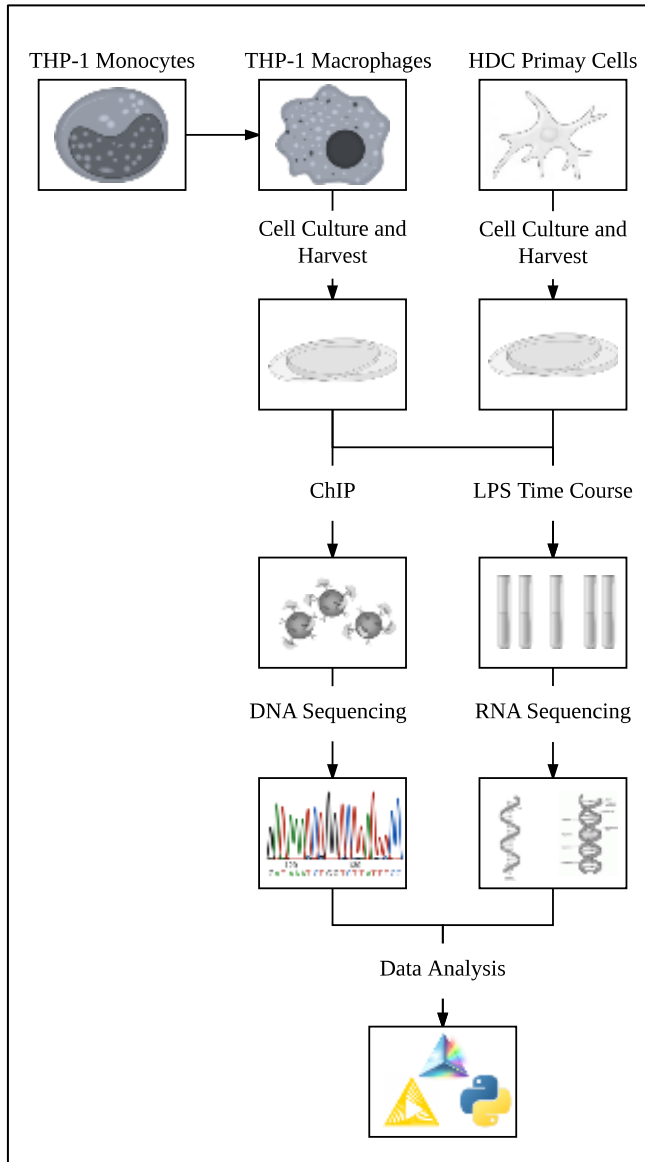 THP-1 Monocytes
THP-1 Macrophages
HDC Primay Cells
Cell Culture and
Harvest
Cell Culture and
Harvest
ChIP
LPS Time Course
DNA Sequencing
RNA Sequencing
Data Analysis